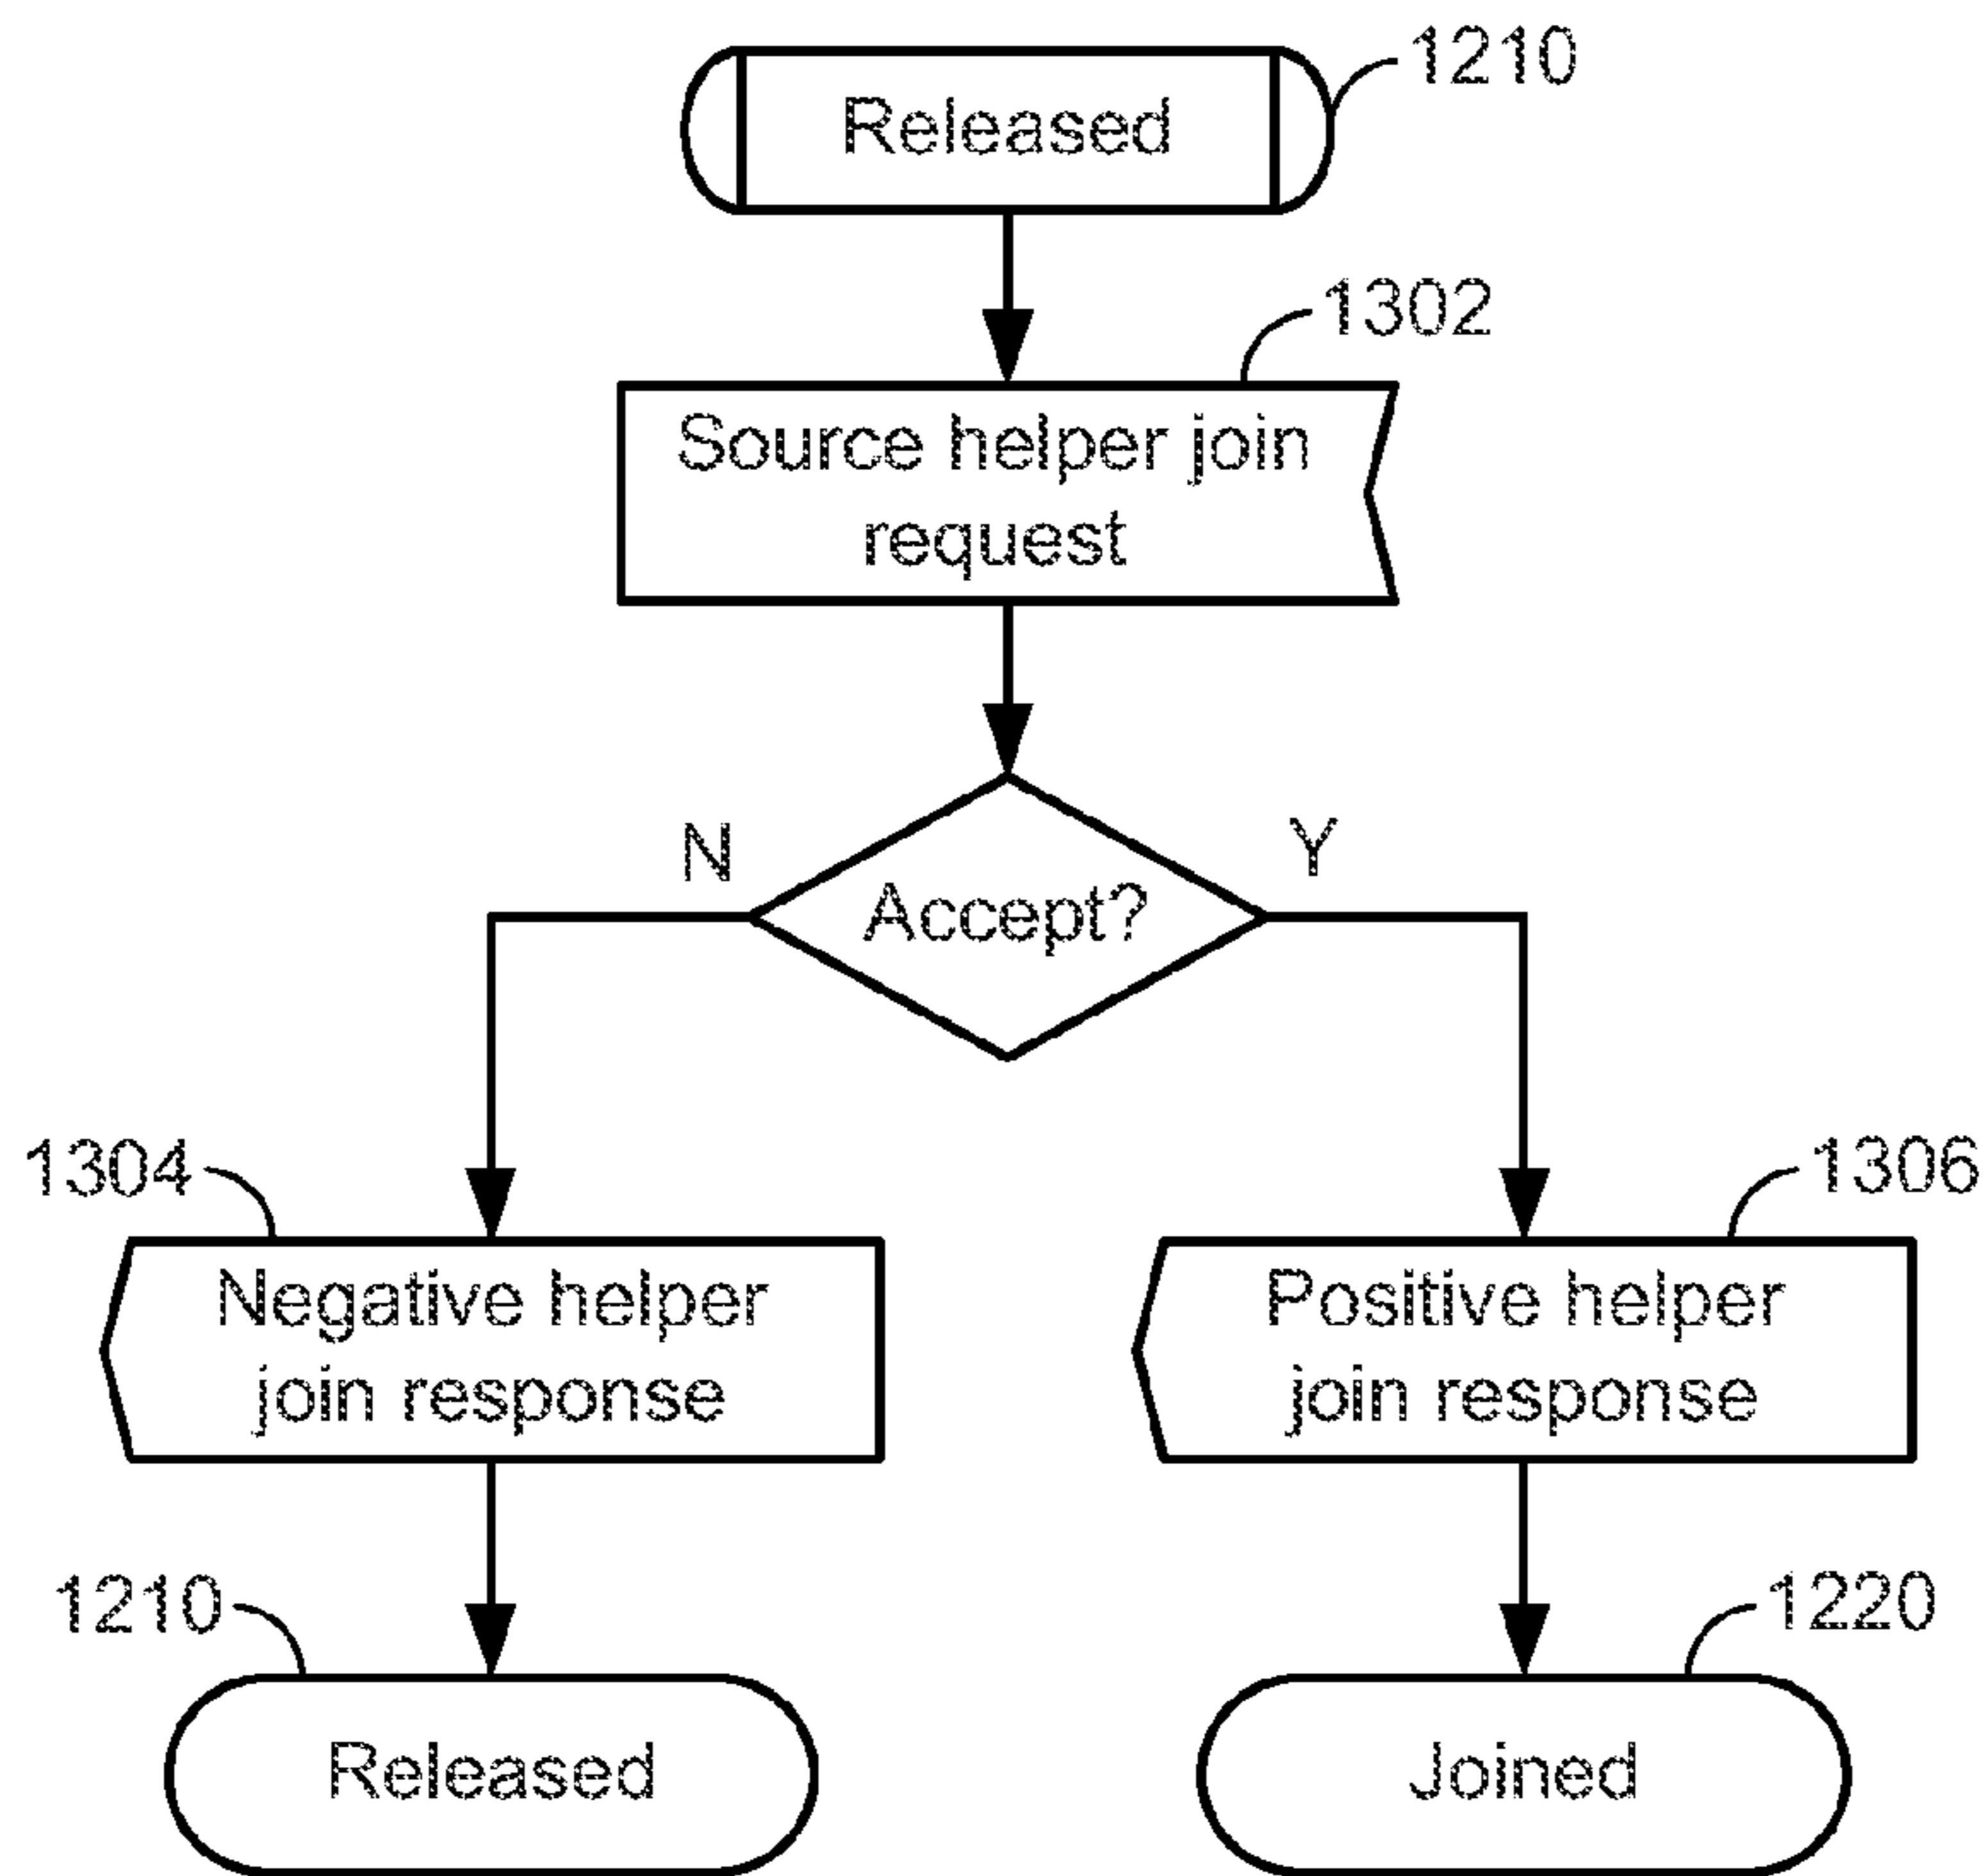 1210
Released
1302
Source helper join
request
N
Y
Accept?
1304
1306
Negative helper
join response
Positive helper
join response
1210
1220
Released
Joined